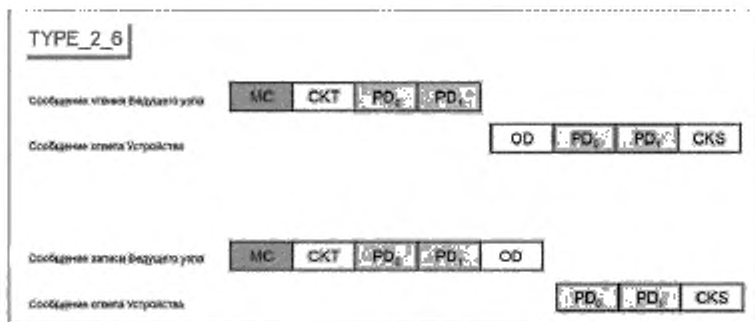 TYPE_2_6
Сообщение чтения Ведущего узла MC CKT PD₀ PD₁
Сообщение ответа Устройства OD PD₀ PD₁ CKS
Сообщение записи Ведущего узла MC CKT PD₀ PD₁ OD
Сообщение ответа Устройства PD₀ PD₁ CKS